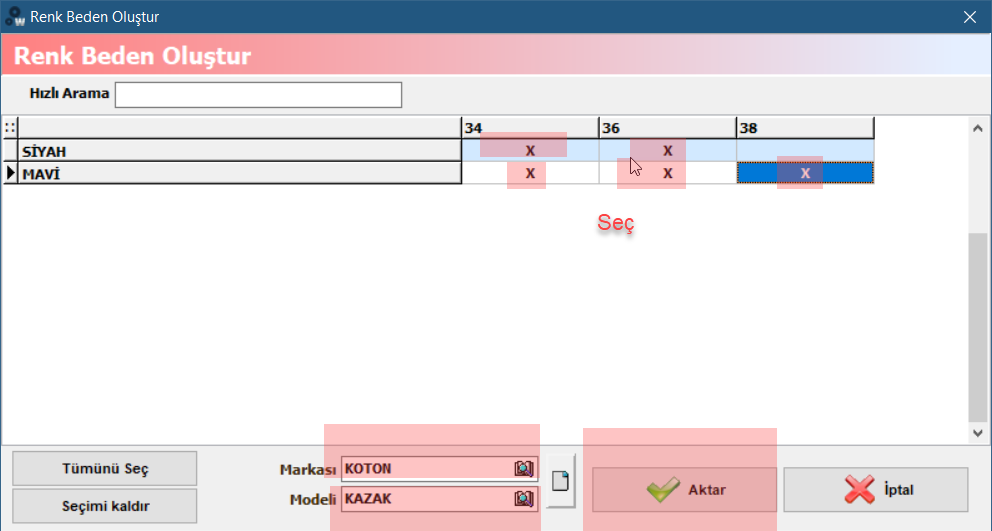 Renk Beden Oluştur
Renk Beden Oluştur
Hızlı Arama
34 36 38
SİYAH X X
MAVİ X X X
Seç
Tümünü Seç
Seçimi kaldır
Markası KOTON
Modeli KAZAK
Aktar
İptal